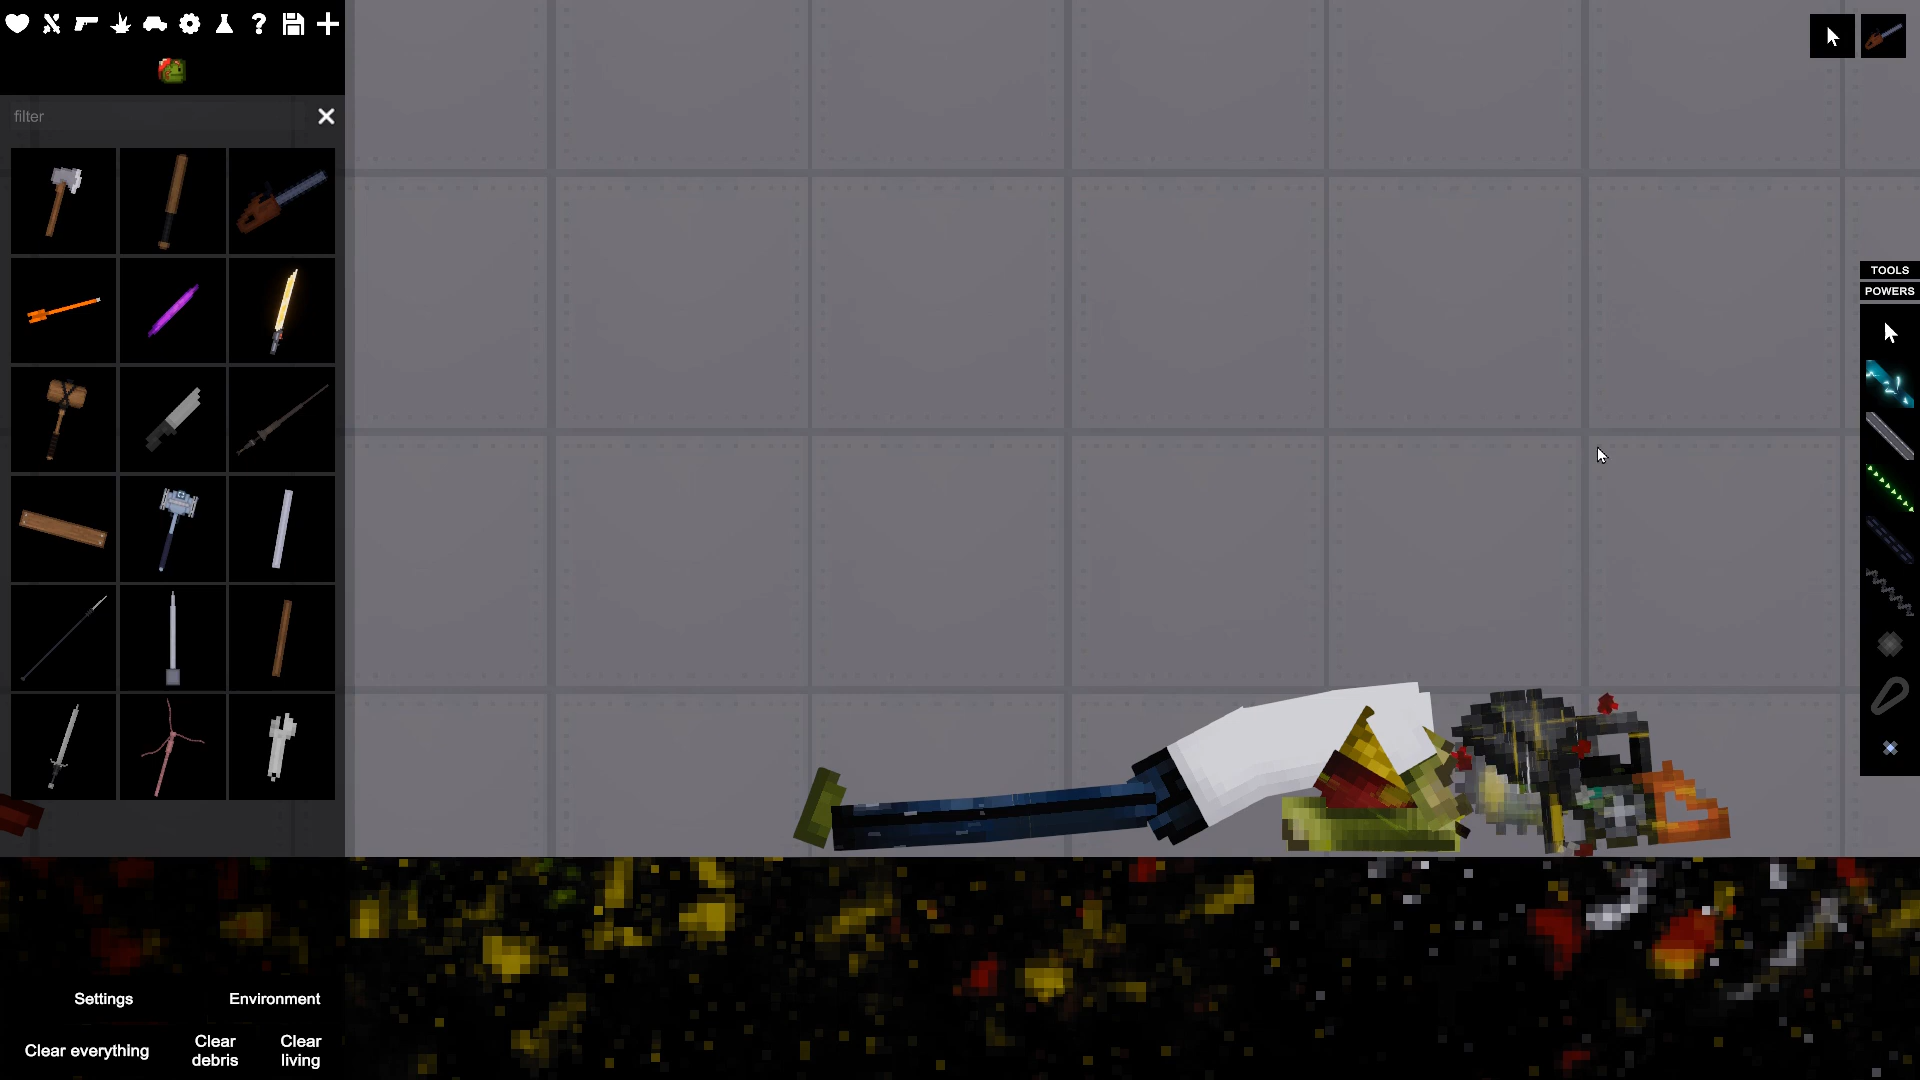 filter
TOOLS
POWERS
Settings
Environment
Clear everything
Clear
debris
Clear
living